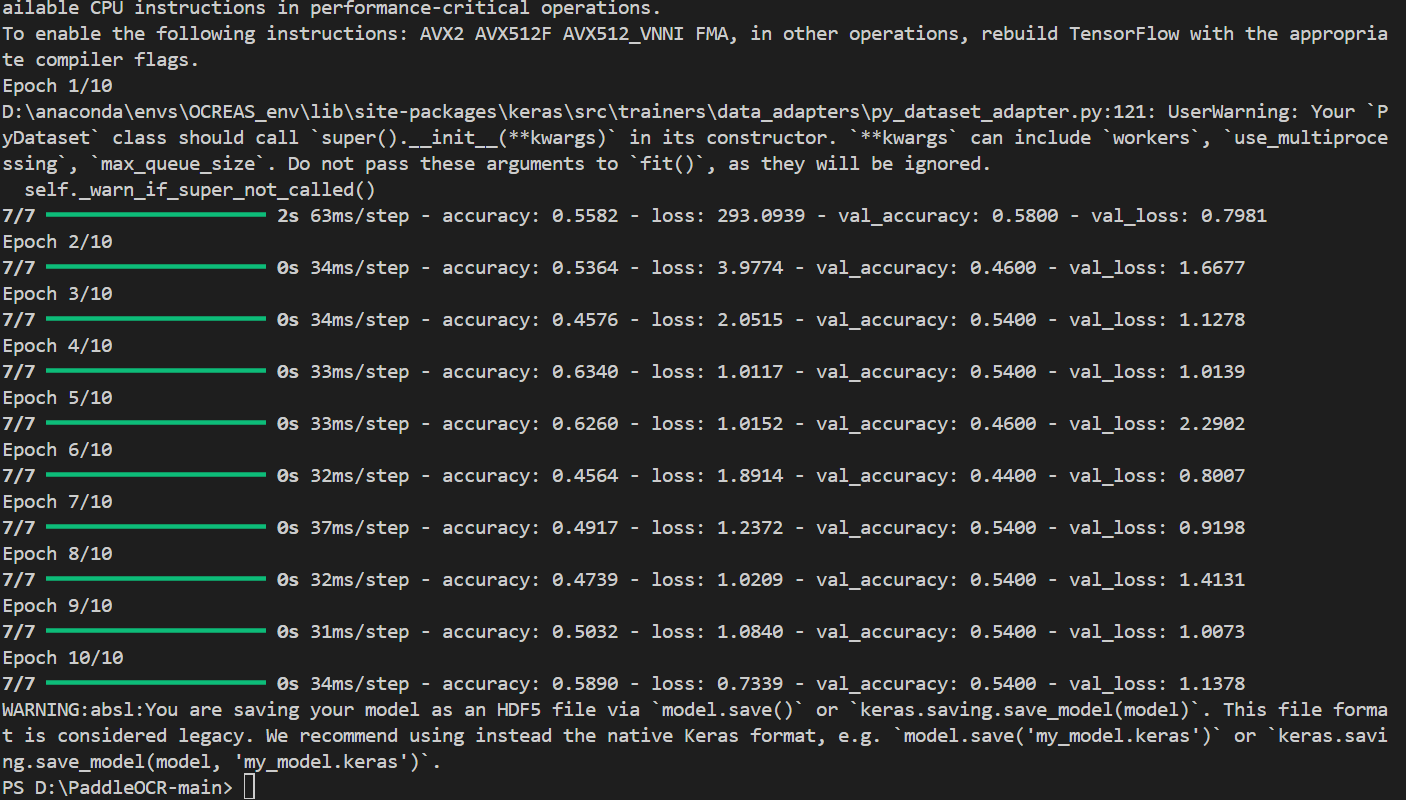 ailable CPU instructions in performance-critical operations.
To enable the following instructions: AVX2 AVX512F AVX512_VNNI FMA, in other operations, rebuild TensorFlow with the appropria
te compiler flags.
Epoch 1/10
D:\anaconda\envs\OCREAS_env\lib\site-packages\keras\src\trainers\data_adapters\py_dataset_adapter.py:121: UserWarning: Your `P
yDataset` class should call `super().__init__(**kwargs)` in its constructor. `**kwargs` can include `workers`, `use_multiproce
ssing`, `max_queue_size`. Do not pass these arguments to `fit()`, as they will be ignored.
  self._warn_if_super_not_called()
7/7 2s 63ms/step - accuracy: 0.5582 - loss: 293.0939 - val_accuracy: 0.5800 - val_loss: 0.7981
Epoch 2/10
7/7 0s 34ms/step - accuracy: 0.5364 - loss: 3.9774 - val_accuracy: 0.4600 - val_loss: 1.6677
Epoch 3/10
7/7 0s 34ms/step - accuracy: 0.4576 - loss: 2.0515 - val_accuracy: 0.5400 - val_loss: 1.1278
Epoch 4/10
7/7 0s 33ms/step - accuracy: 0.6340 - loss: 1.0117 - val_accuracy: 0.5400 - val_loss: 1.0139
Epoch 5/10
7/7 0s 33ms/step - accuracy: 0.6260 - loss: 1.0152 - val_accuracy: 0.4600 - val_loss: 2.2902
Epoch 6/10
7/7 0s 32ms/step - accuracy: 0.4564 - loss: 1.8914 - val_accuracy: 0.4400 - val_loss: 0.8007
Epoch 7/10
7/7 0s 37ms/step - accuracy: 0.4917 - loss: 1.2372 - val_accuracy: 0.5400 - val_loss: 0.9198
Epoch 8/10
7/7 0s 32ms/step - accuracy: 0.4739 - loss: 1.0209 - val_accuracy: 0.5400 - val_loss: 1.4131
Epoch 9/10
7/7 0s 31ms/step - accuracy: 0.5032 - loss: 1.0840 - val_accuracy: 0.5400 - val_loss: 1.0073
Epoch 10/10
7/7 0s 34ms/step - accuracy: 0.5890 - loss: 0.7339 - val_accuracy: 0.5400 - val_loss: 1.1378
WARNING:absl:You are saving your model as an HDF5 file via `model.save()` or `keras.saving.save_model(model)`. This file forma
t is considered legacy. We recommend using instead the native Keras format, e.g. `model.save('my_model.keras')` or `keras.savi
ng.save_model(model, 'my_model.keras')`.
PS D:\PaddleOCR-main>